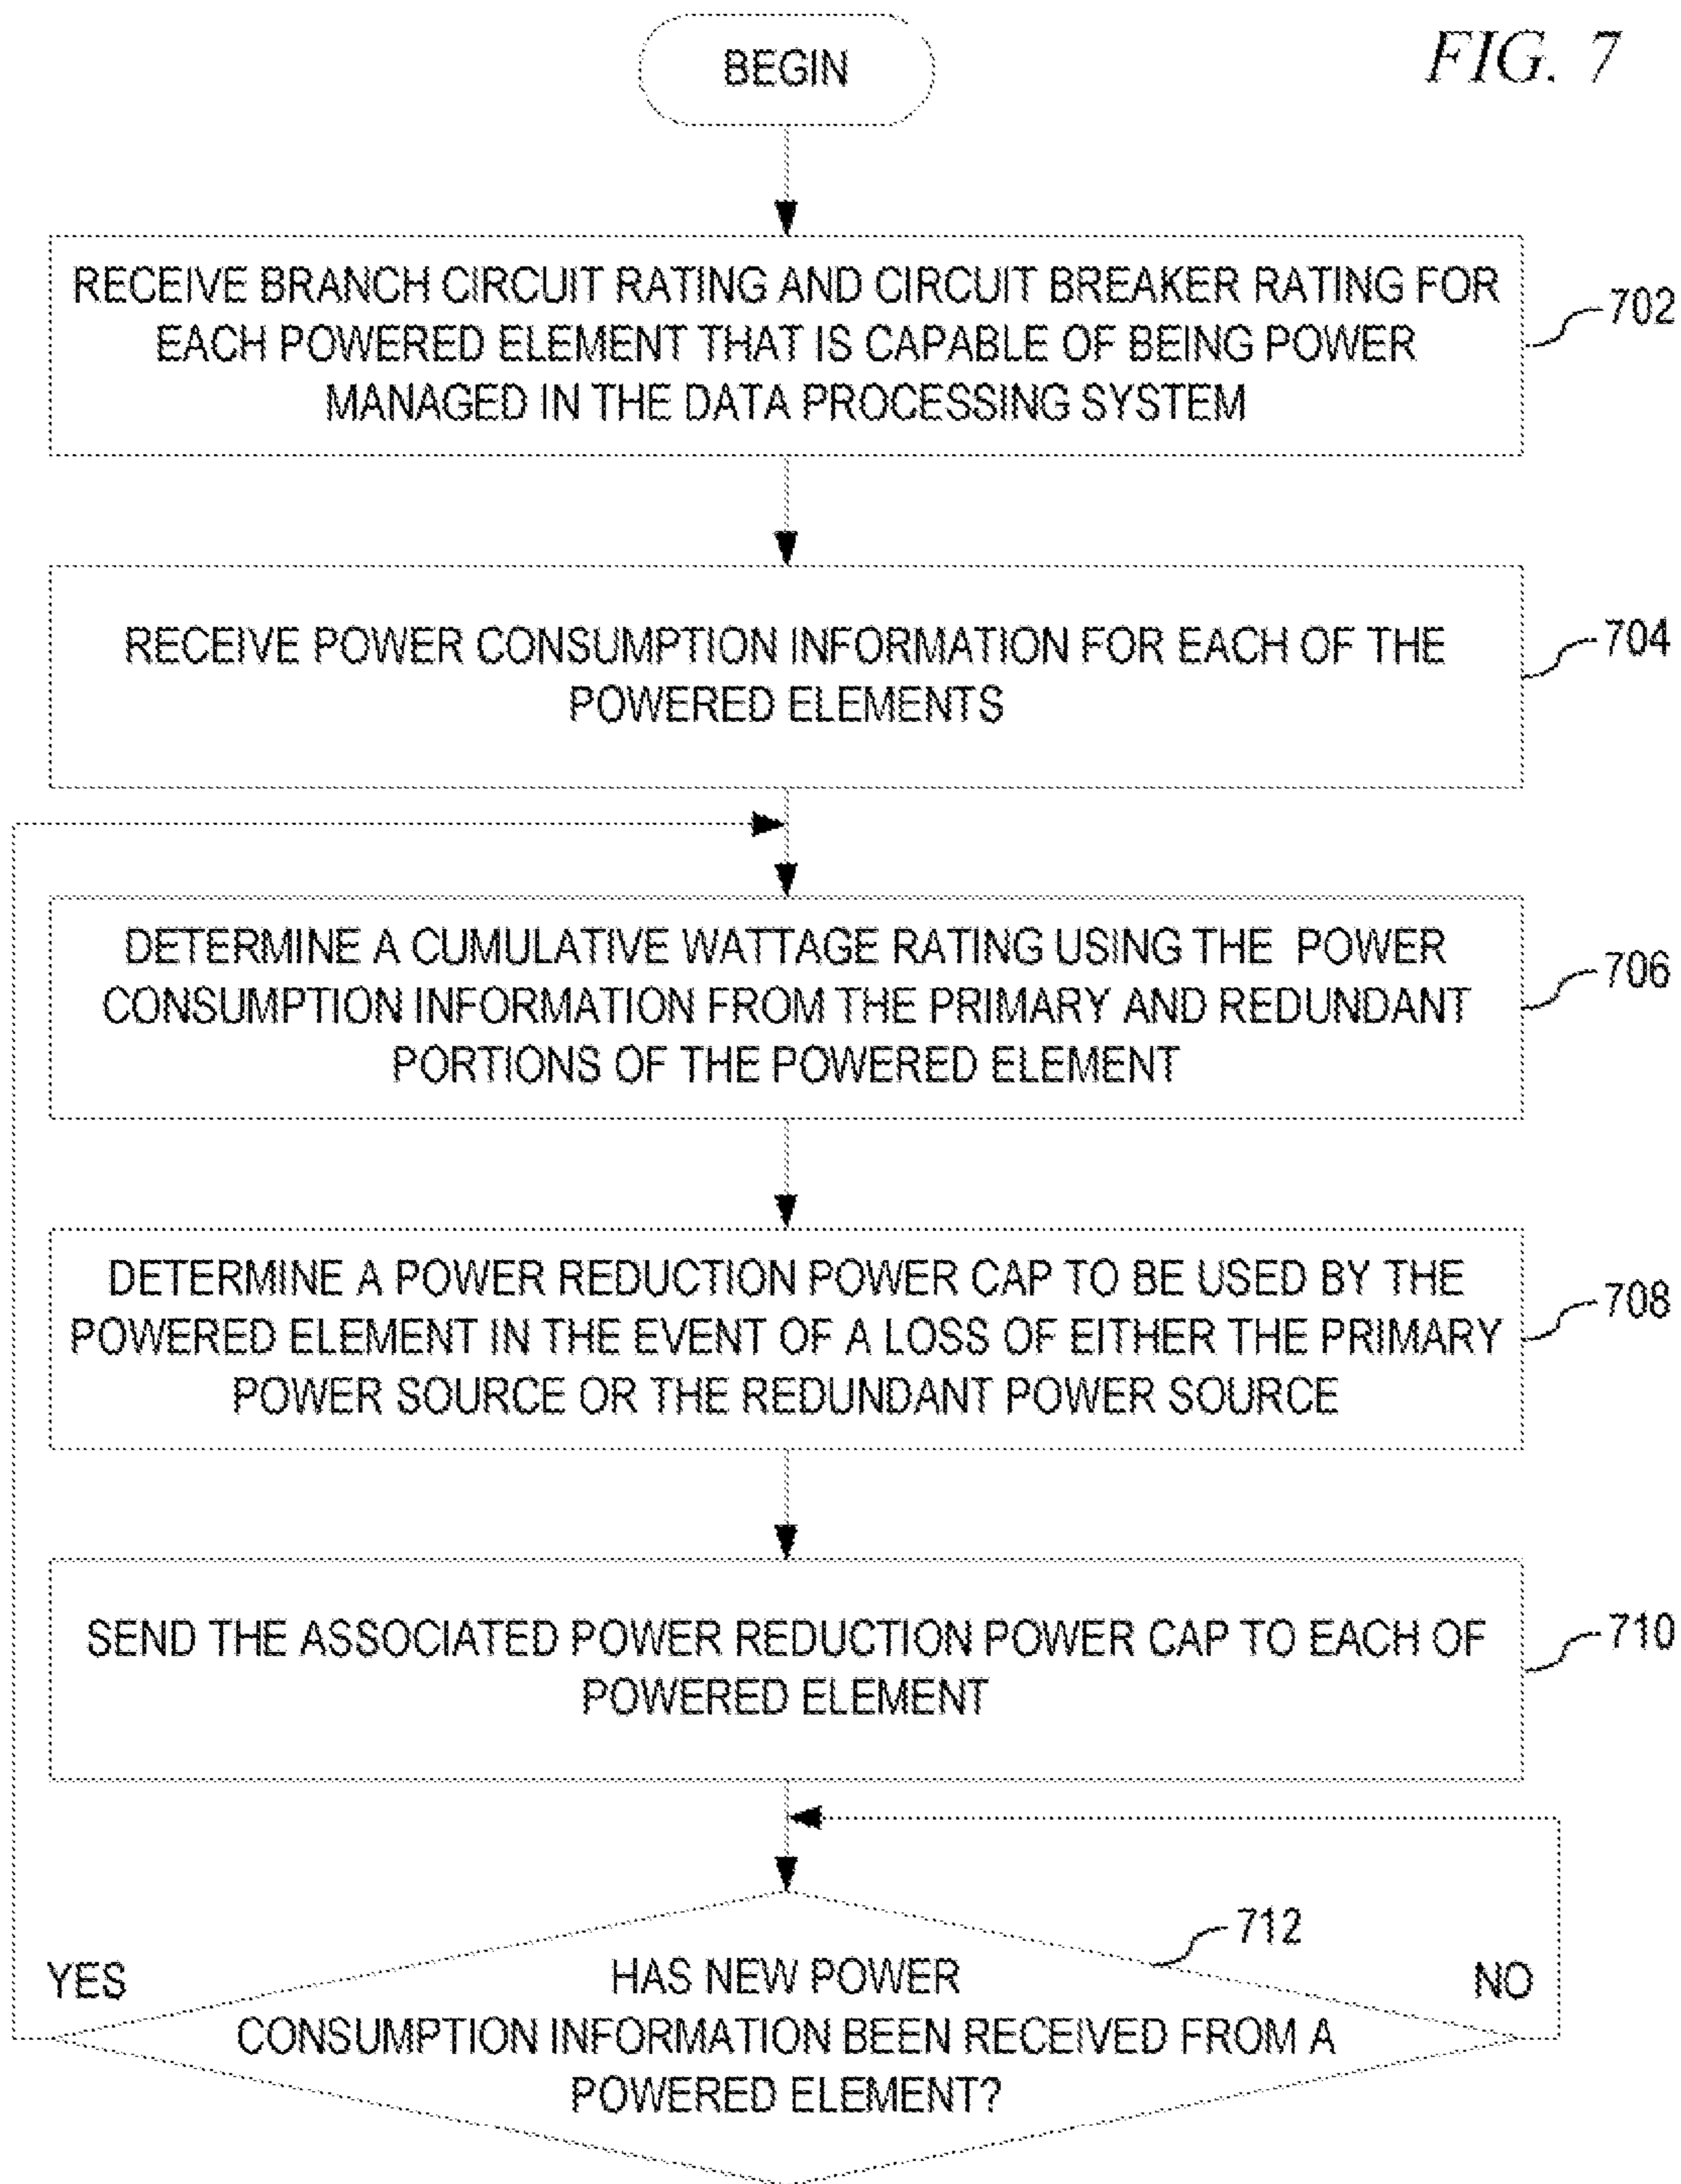 FIG. 7
BEGIN
RECEIVE BRANCH CIRCUIT RATING AND CIRCUIT BREAKER RATING FOR
EACH POWERED ELEMENT THAT IS CAPABLE OF BEING POWER
MANAGED IN THE DATA PROCESSING SYSTEM
702
RECEIVE POWER CONSUMPTION INFORMATION FOR EACH OF THE
POWERED ELEMENTS
704
DETERMINE A CUMULATIVE WATTAGE RATING USING THE POWER
CONSUMPTION INFORMATION FROM THE PRIMARY AND REDUNDANT
PORTIONS OF THE POWERED ELEMENT
706
DETERMINE A POWER REDUCTION POWER CAP TO BE USED BY THE
POWERED ELEMENT IN THE EVENT OF A LOSS OF EITHER THE PRIMARY
POWER SOURCE OR THE REDUNDANT POWER SOURCE
708
SEND THE ASSOCIATED POWER REDUCTION POWER CAP TO EACH OF
POWERED ELEMENT
710
712
YES
HAS NEW POWER
CONSUMPTION INFORMATION BEEN RECEIVED FROM A
POWERED ELEMENT?
NO